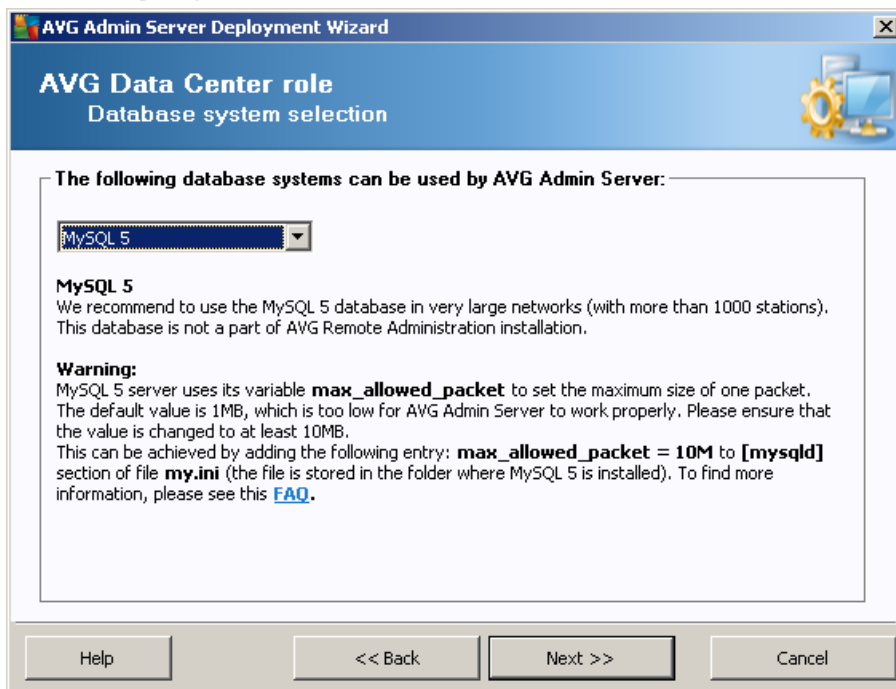 AVG Admin Server Deployment Wizard
AVG Data Center role
Database system selection
The following database systems can be used by AVG Admin Server:
MySQL 5
MySQL 5
We recommend to use the MySQL 5 database in very large networks (with more than 1000 stations).
This database is not a part of AVG Remote Administration installation.
Warning:
MySQL 5 server uses its variable max_allowed_packet to set the maximum size of one packet.
The default value is 1MB, which is too low for AVG Admin Server to work properly. Please ensure that
the value is changed to at least 10MB.
This can be achieved by adding the following entry: max_allowed_packet = 10M to [mysqld]
section of file my.ini (the file is stored in the folder where MySQL 5 is installed). To find more
information, please see this FAQ.
Help
<< Back
Next >>
Cancel